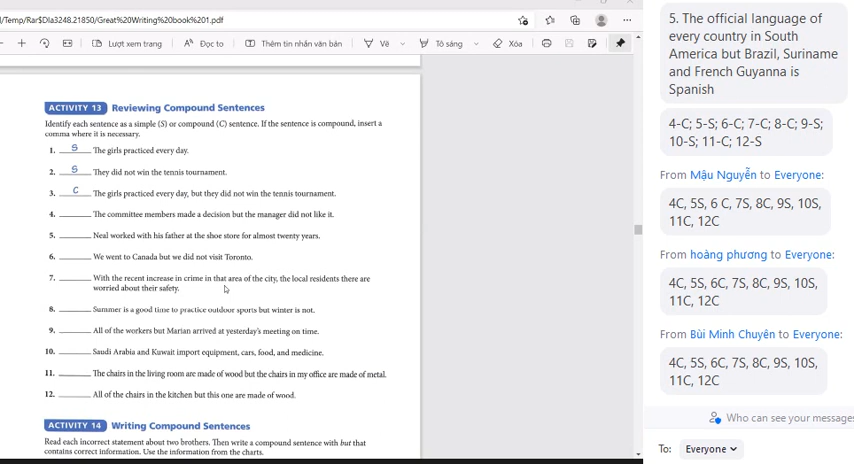 l/Temp/Rar$DIa3248.21850/Great%20Writing%20book%201.pdf
Lượt xem trang
Đọc to
Thêm tin nhắn văn bản
Vẽ
Tô sáng
Xóa
ACTIVITY 13 Reviewing Compound Sentences
Identify each sentence as a simple (S) or compound (C) sentence. If the sentence is compound, insert a
comma where it is necessary.
1. S The girls practiced every day.
2. S They did not win the tennis tournament.
3. C The girls practiced every day, but they did not win the tennis tournament.
4. ______ The committee members made a decision but the manager did not like it.
5. ______ Neal worked with his father at the shoe store for almost twenty years.
6. ______ We went to Canada but we did not visit Toronto.
7. ______ With the recent increase in crime in that area of the city, the local residents there are
worried about their safety.
8. ______ Summer is a good time to practice outdoor sports but winter is not.
9. ______ All of the workers but Marian arrived at yesterday's meeting on time.
10. ______ Saudi Arabia and Kuwait import equipment, cars, food, and medicine.
11. ______ The chairs in the living room are made of wood but the chairs in my office are made of metal.
12. ______ All of the chairs in the kitchen but this one are made of wood.
ACTIVITY 14 Writing Compound Sentences
Read each incorrect statement about two brothers. Then write a compound sentence with but that
contains correct information. Use the information from the charts.
5. The official language of
every country in South
America but Brazil, Suriname
and French Guyanna is
Spanish
4-C; 5-S; 6-C; 7-C; 8-C; 9-S;
10-S; 11-C; 12-S
From Mậu Nguyễn to Everyone:
4C, 5S, 6 C, 7S, 8C, 9S, 10S,
11C, 12C
From hoàng phương to Everyone:
4C, 5S, 6C, 7S, 8C, 9S, 10S,
11C, 12C
From Bùi Minh Chuyên to Everyone:
4C, 5S, 6C, 7S, 8C, 9S, 10S,
11C, 12C
Who can see your messages
To: Everyone